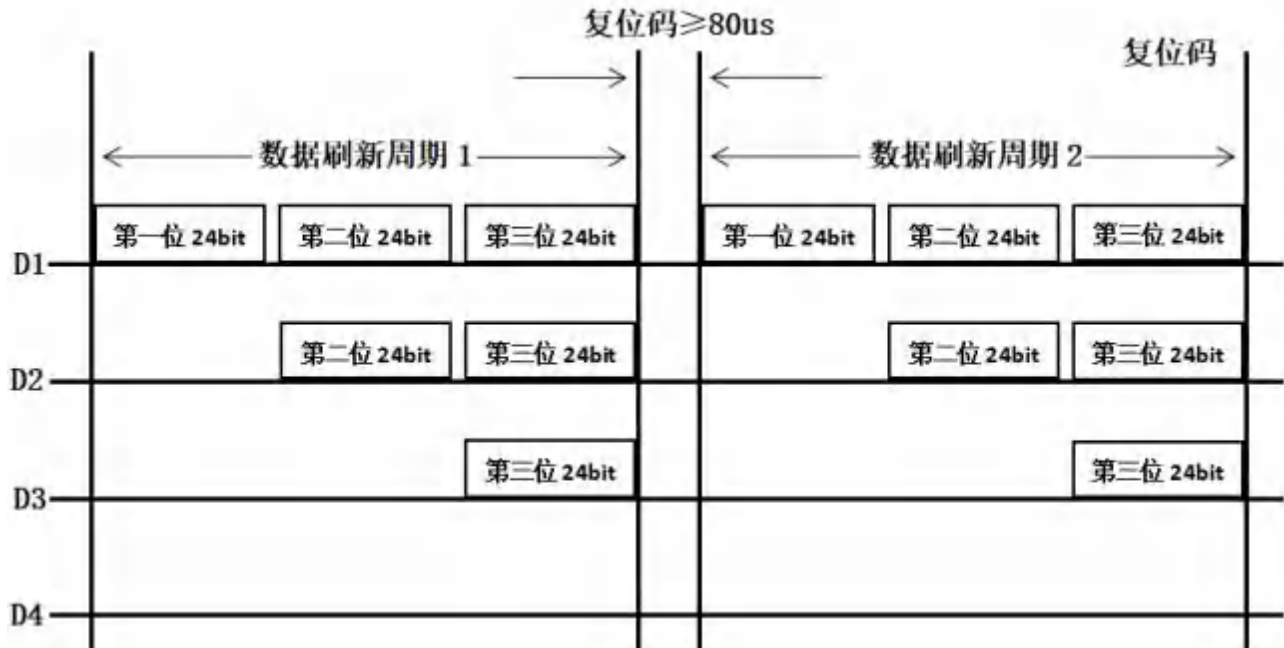 复位码≥80us
复位码
数据刷新周期 1
数据刷新周期 2
第一位 24bit
第二位 24bit
第三位 24bit
第一位 24bit
第二位 24bit
第三位 24bit
D1
第二位 24bit
第三位 24bit
第二位 24bit
第三位 24bit
D2
第三位 24bit
第三位 24bit
D3
D4